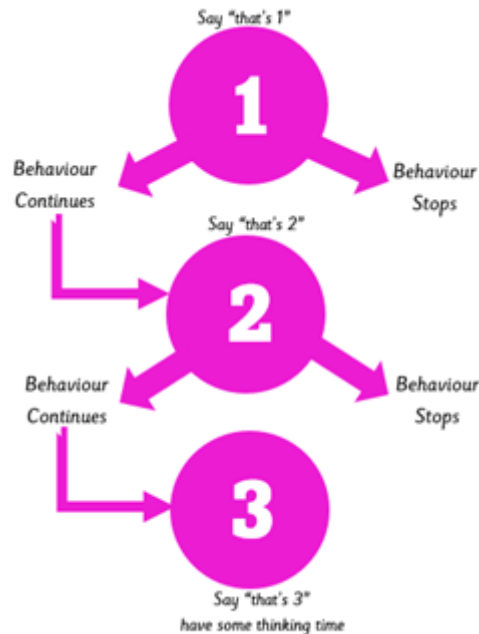 Say "that's 1"
1
Behaviour
Continues
Behaviour
Stops
Say "that's 2"
2
Behaviour
Continues
Behaviour
Stops
3
Say "that's 3"
have some thinking time